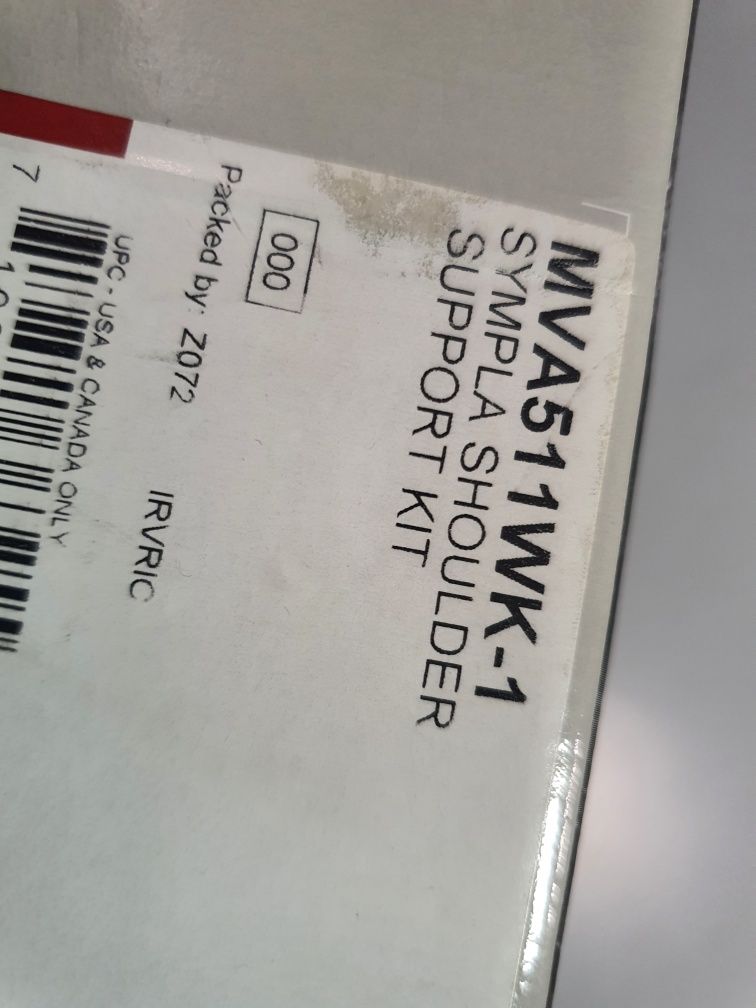 MVA511WK-1
SYMPLA SHOULDER
SUPPORT KIT
000
Packed by: Z072 IRVRIC
UPC - USA & CANADA ONLY
7